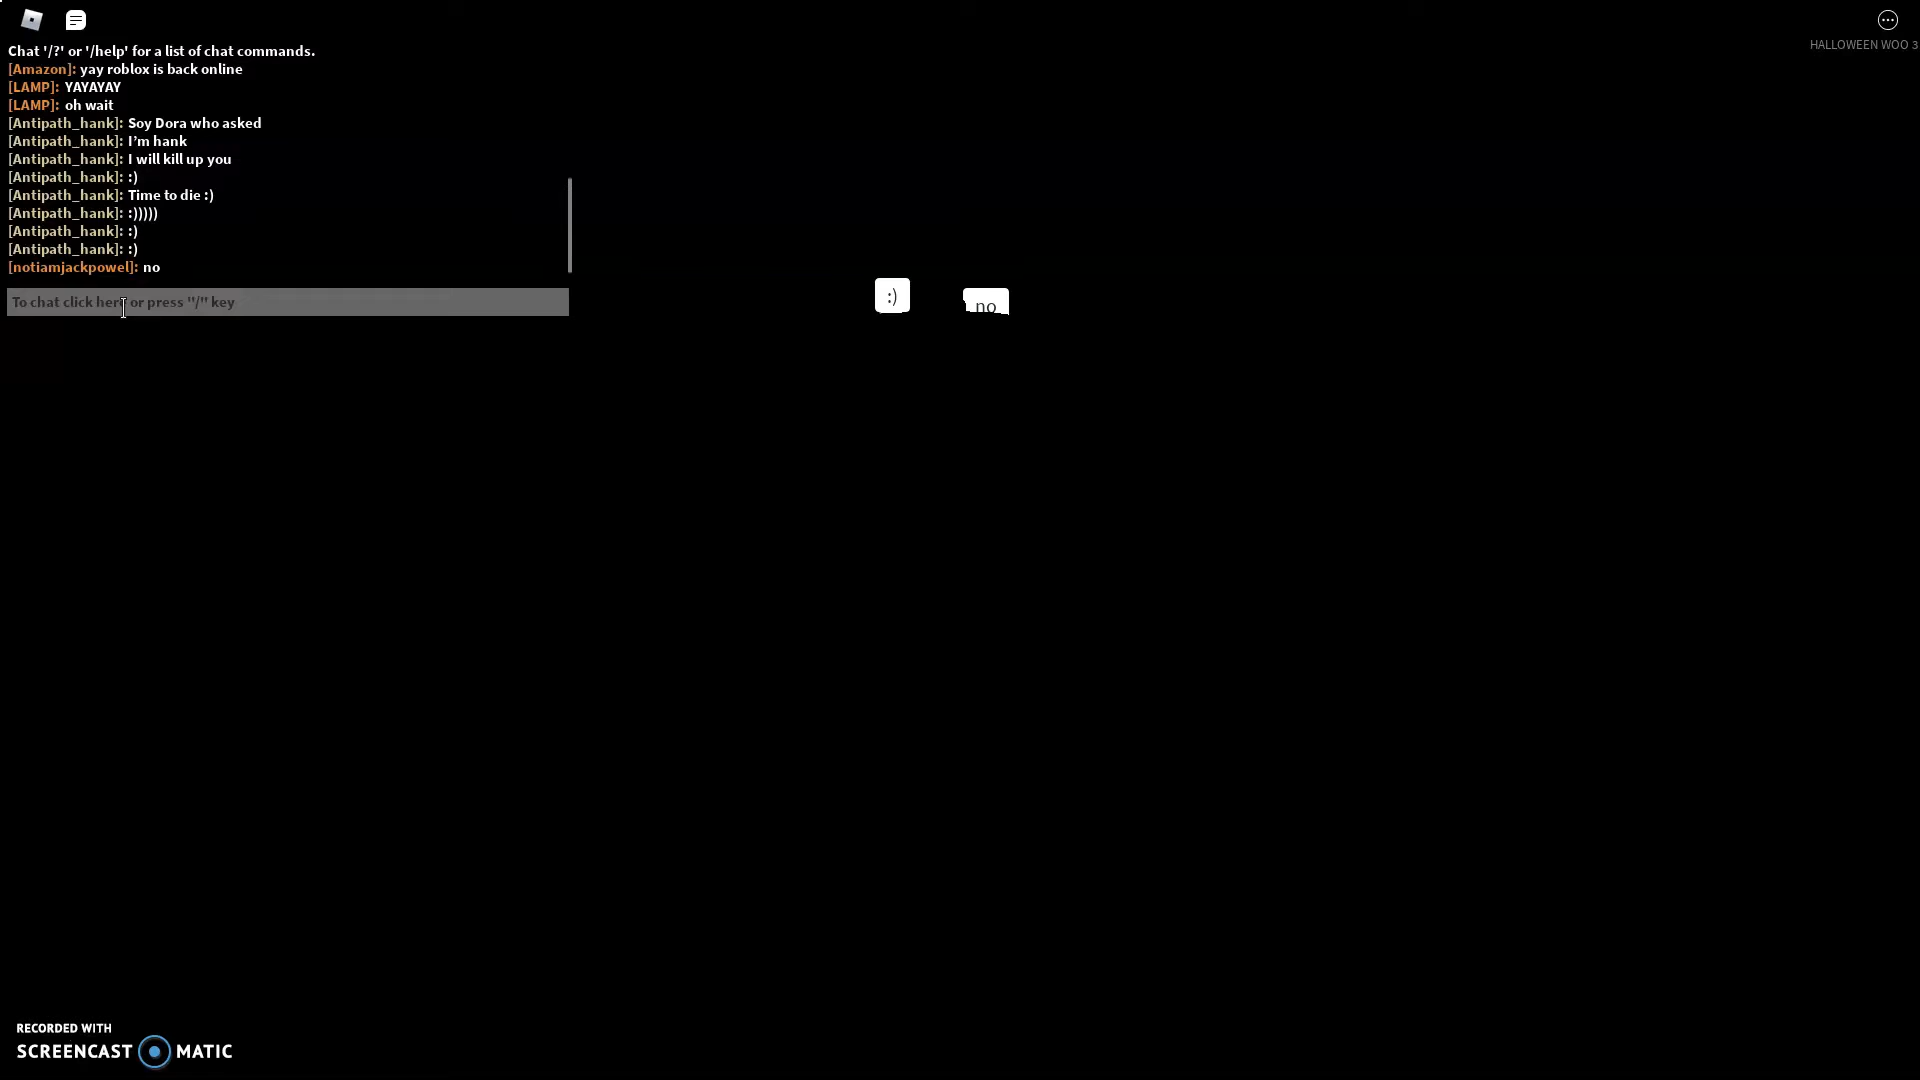 HALLOWEEN WOO 3
Chat '/?' or '/help' for a list of chat commands.
[Amazon]: yay roblox is back online
[LAMP]: YAYAYAY
[LAMP]: oh wait
[Antipath_hank]: Soy Dora who asked
[Antipath_hank]: I’m hank
[Antipath_hank]: I will kill up you
[Antipath_hank]: :)
[Antipath_hank]: Time to die :)
[Antipath_hank]: :)))))
[Antipath_hank]: :)
[Antipath_hank]: :)
[notiamjackpowel]: no
To chat click here or press "/" key
:)
no
RECORDED WITH
SCREENCAST MATIC